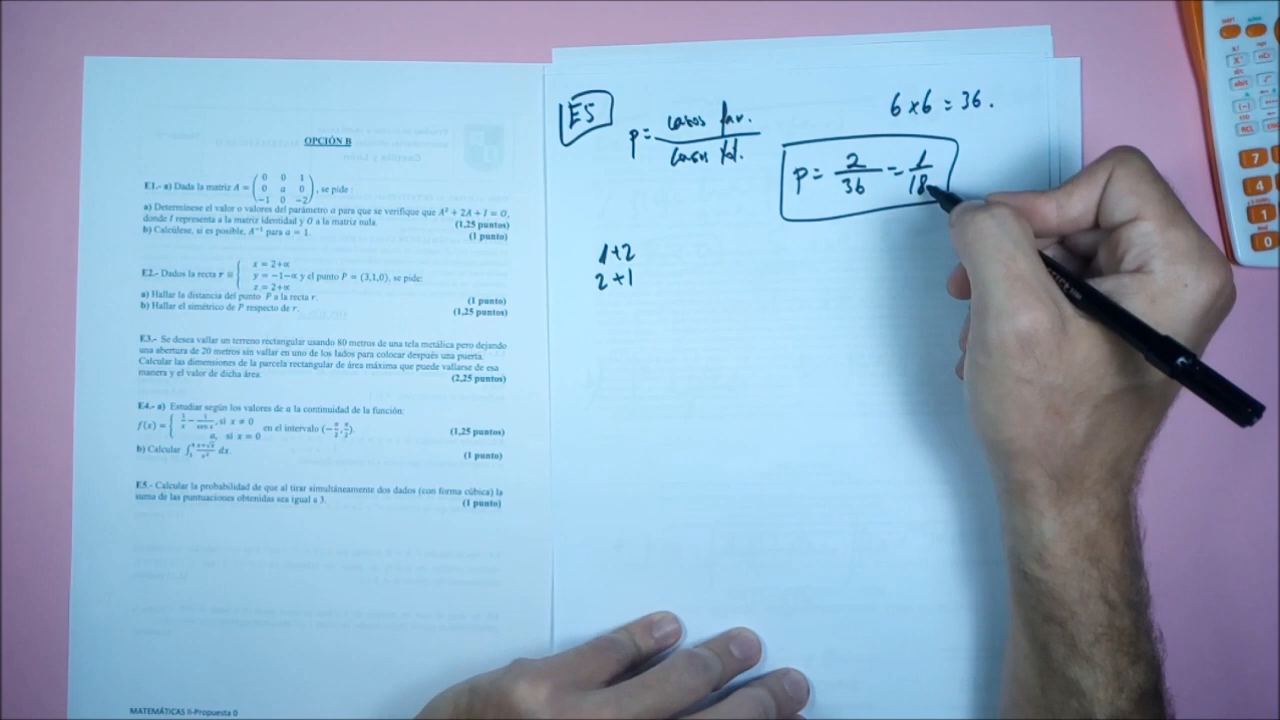 OPCIÓN B
E1.- a) Dada la matriz A = ( 0 0 1
0 a 0
−1 0 −2 ) , se pide :
a) Determínese el valor o valores del parámetro a para que se verifique que A² + 2A + I = O,
donde I representa a la matriz identidad y O a la matriz nula. (1,25 puntos)
b) Calcúlese, si es posible, A⁻¹ para a = 1. (1 punto)
E2.- Dados la recta r ≡ { x = 2+∝
y = −1−∝ y el punto P = (3,1,0), se pide:
z = 2+∝
a) Hallar la distancia del punto P a la recta r. (1 punto)
b) Hallar el simétrico de P respecto de r. (1,25 puntos)
E3.- Se desea vallar un terreno rectangular usando 80 metros de una tela metálica pero dejando
una abertura de 20 metros sin vallar en uno de los lados para colocar después una puerta.
Calcular las dimensiones de la parcela rectangular de área máxima que puede vallarse de esa
manera y el valor de dicha área. (2,25 puntos)
E4.- a) Estudiar según los valores de a la continuidad de la función:
f(x) = { , si x ≠ 0
a, si x = 0 en el intervalo (−π/2, π/2). (1,25 puntos)
b) Calcular dx. (1 punto)
E5.- Calcular la probabilidad de que al tirar simultáneamente dos dados (con forma cúbica) la
suma de las puntuaciones obtenidas sea igual a 3. (1 punto)
MATEMÁTICAS II-Propuesta 0
E5
p = casos fav.
casos tot.
6 x 6 = 36.
p = 2/36 = 1/18
1+2
2+1
7
4
1
0